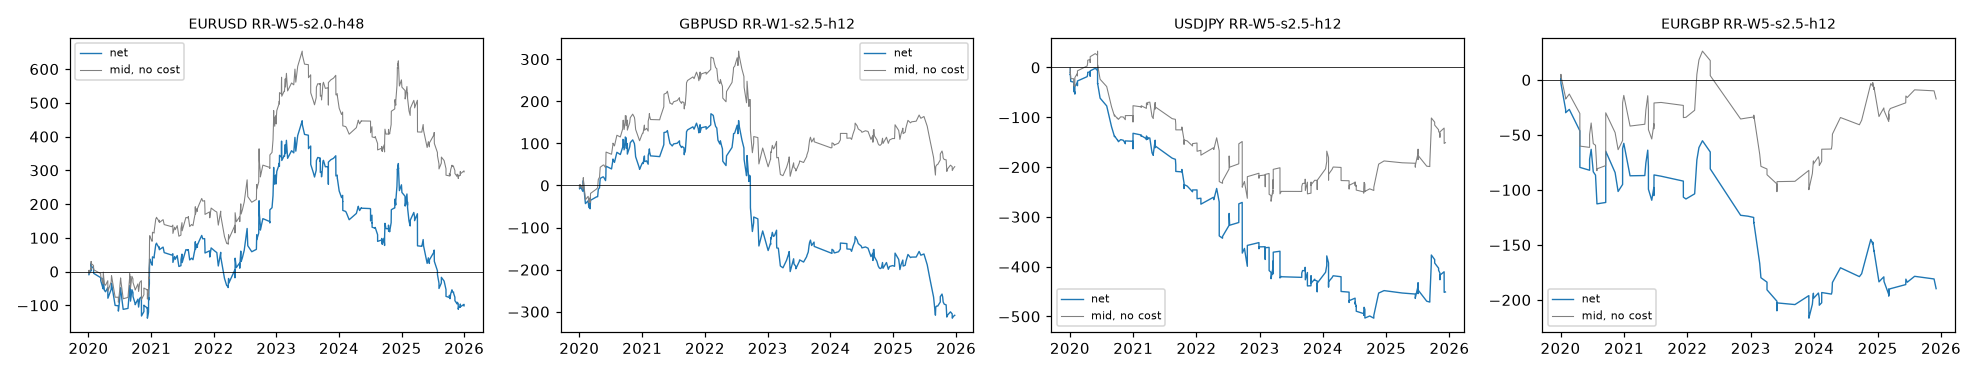 EURUSD RR-W5-s2.0-h48
net
mid, no cost
600
500
400
300
200
100
0
−100
2020 2021 2022 2023 2024 2025 2026
GBPUSD RR-W1-s2.5-h12
net
mid, no cost
300
200
100
0
−100
−200
−300
2020 2021 2022 2023 2024 2025 2026
USDJPY RR-W5-s2.5-h12
0
−100
−200
−300
−400
−500
net
mid, no cost
2020 2021 2022 2023 2024 2025 2026
EURGBP RR-W5-s2.5-h12
0
−50
−100
−150
−200
net
mid, no cost
2020 2021 2022 2023 2024 2025 2026